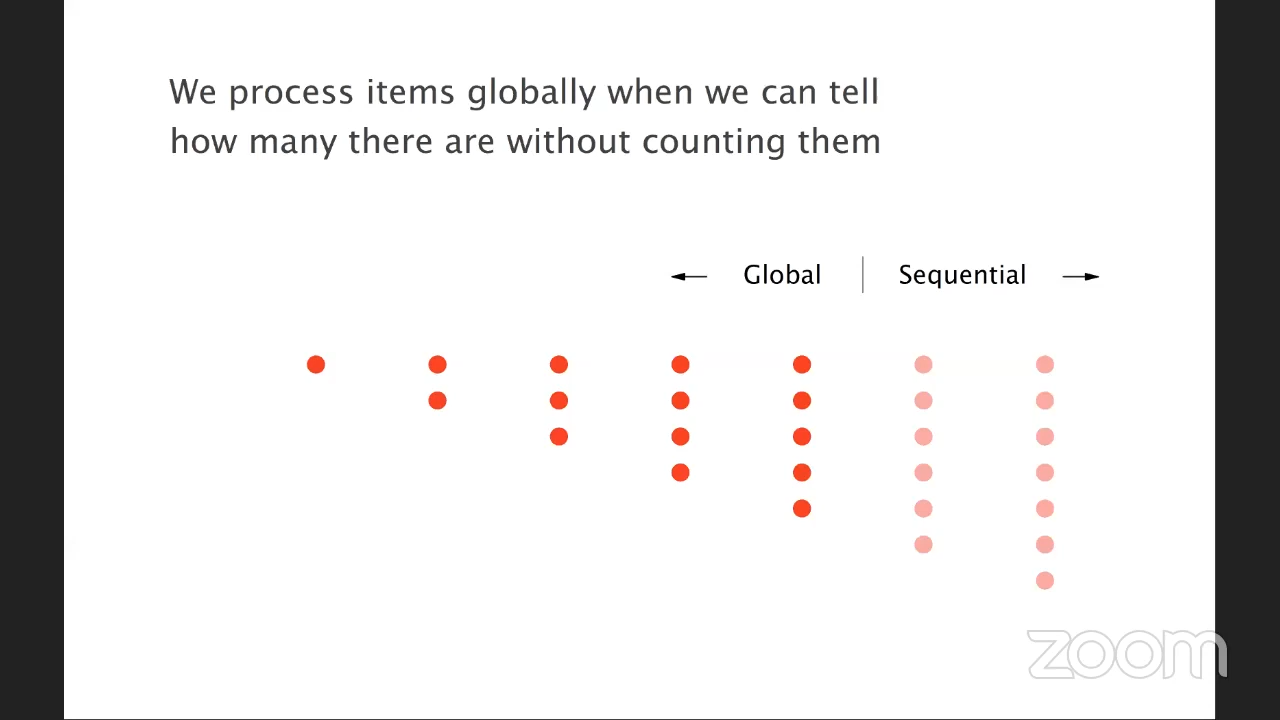 We process items globally when we can tell
how many there are without counting them
Global
Sequential
zoom